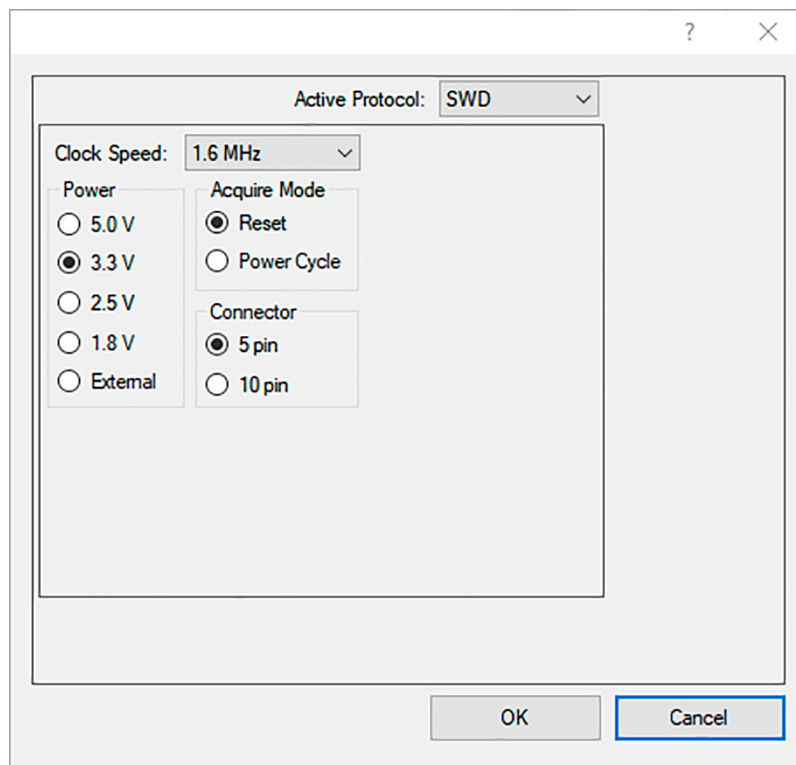 ?
Active Protocol: SWD
Clock Speed: 1.6 MHz
Power
5.0 V
3.3 V
2.5 V
1.8 V
External
Acquire Mode
Reset
Power Cycle
Connector
5 pin
10 pin
OK
Cancel